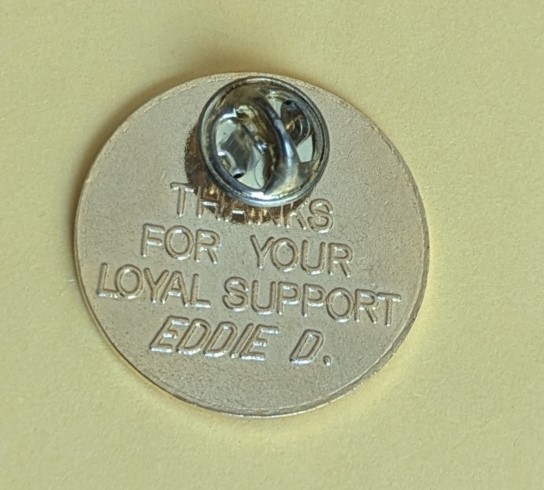 THANKS
FOR YOUR
LOYAL SUPPORT
EDDIE D.